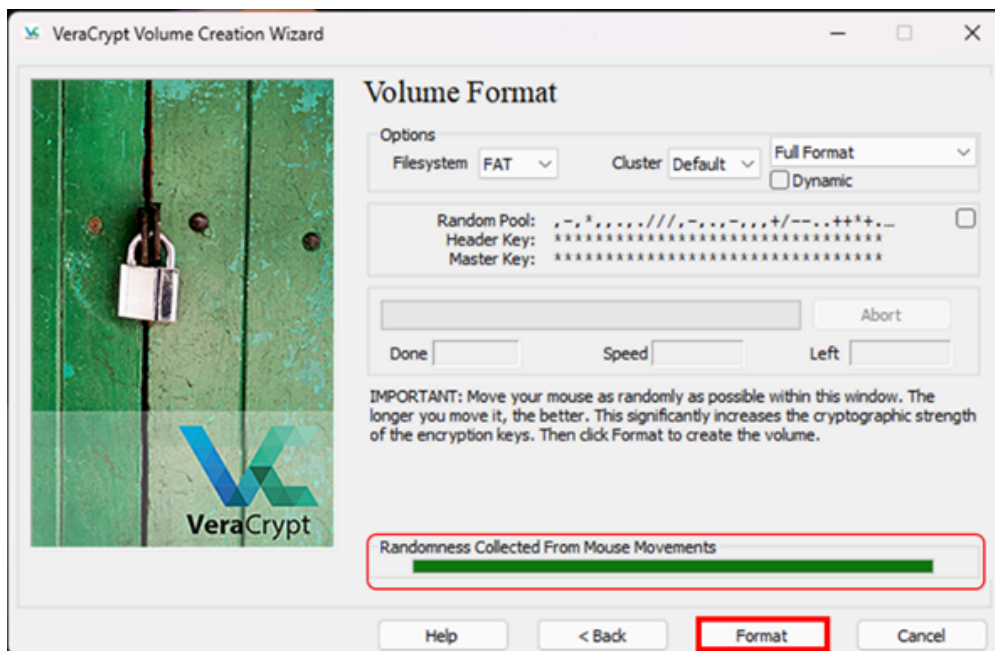 VeraCrypt Volume Creation Wizard
Volume Format
Options
Filesystem FAT Cluster Default Full Format
Dynamic
Random Pool: ,-,*,,.,.///,-,.,-,,,+/--..++*+....
Header Key: ********************************
Master Key: ********************************
Abort
Done Speed Left
IMPORTANT: Move your mouse as randomly as possible within this window. The
longer you move it, the better. This significantly increases the cryptographic strength
of the encryption keys. Then click Format to create the volume.
VeraCrypt
Randomness Collected From Mouse Movements
Help < Back Format Cancel